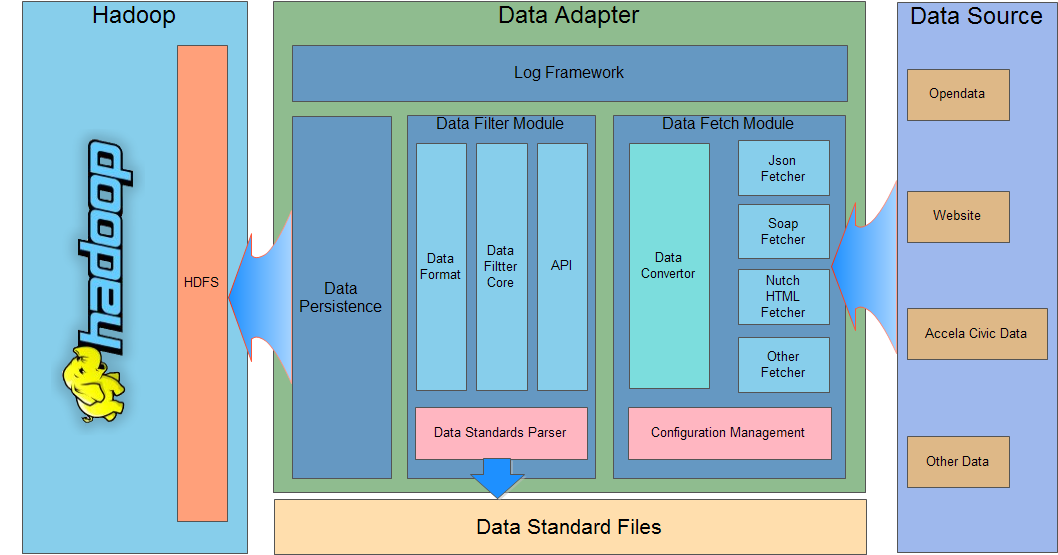 Hadoop
hadoop
HDFS
Data Adapter
Log Framework
Data
Persistence
Data Filter Module
Data
Format
Data
Filtter
Core
API
Data Standards Parser
Data Fetch Module
Data
Convertor
Json
Fetcher
Soap
Fetcher
Nutch
HTML
Fetcher
Other
Fetcher
Configuration Management
Data Standard Files
Data Source
Opendata
Website
Accela Civic Data
Other Data